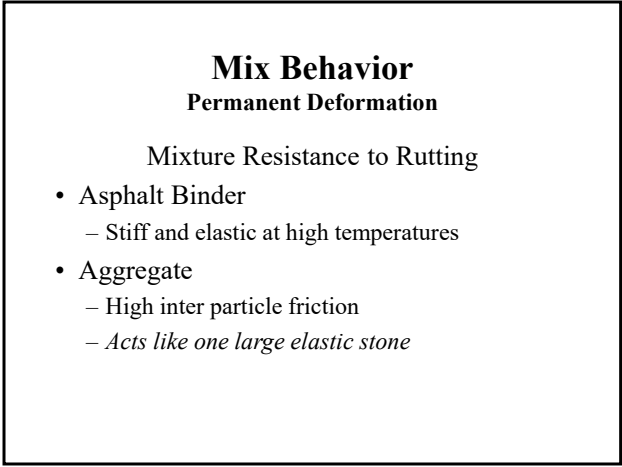 Mix Behavior
Permanent Deformation
Mixture Resistance to Rutting
• Asphalt Binder
– Stiff and elastic at high temperatures
• Aggregate
– High inter particle friction
– Acts like one large elastic stone